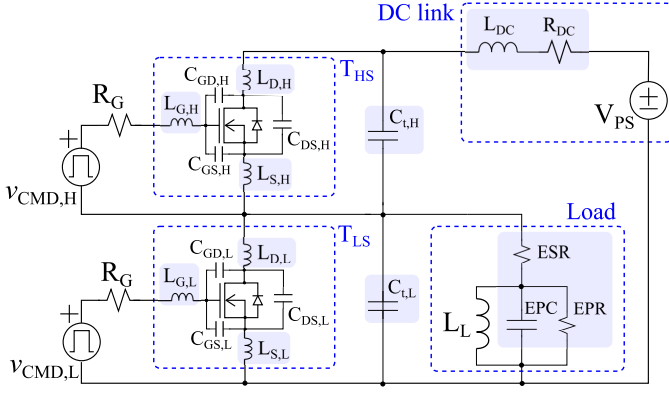 DC link
L_DC
R_DC
V_PS
T_HS
C_GD,H
L_D,H
R_G
L_G,H
C_DS,H
C_GS,H
L_S,H
C_t,H
v_CMD,H
+
T_LS
C_GD,L
L_D,L
R_G
L_G,L
C_DS,L
C_GS,L
L_S,L
C_t,L
v_CMD,L
+
Load
ESR
L_L
EPC
EPR